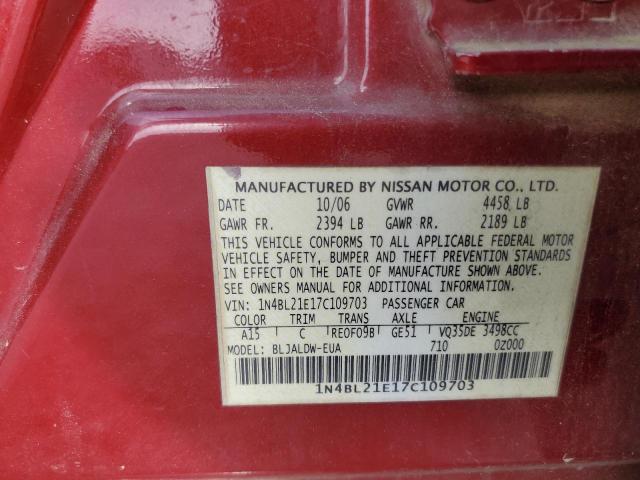 MANUFACTURED BY NISSAN MOTOR CO., LTD.
DATE 10/06 GVWR 4458 LB
GAWR FR. 2394 LB GAWR RR. 2189 LB
THIS VEHICLE CONFORMS TO ALL APPLICABLE FEDERAL MOTOR
VEHICLE SAFETY, BUMPER AND THEFT PREVENTION STANDARDS
IN EFFECT ON THE DATE OF MANUFACTURE SHOWN ABOVE.
SEE OWNERS MANUAL FOR ADDITIONAL INFORMATION.
VIN: 1N4BL21E17C109703 PASSENGER CAR
COLOR TRIM TRANS AXLE ENGINE
A15 C RE0F09B GE51 VQ35DE 3498CC
MODEL: BLJALDW-EUA 710 0Z000
1N4BL21E17C109703